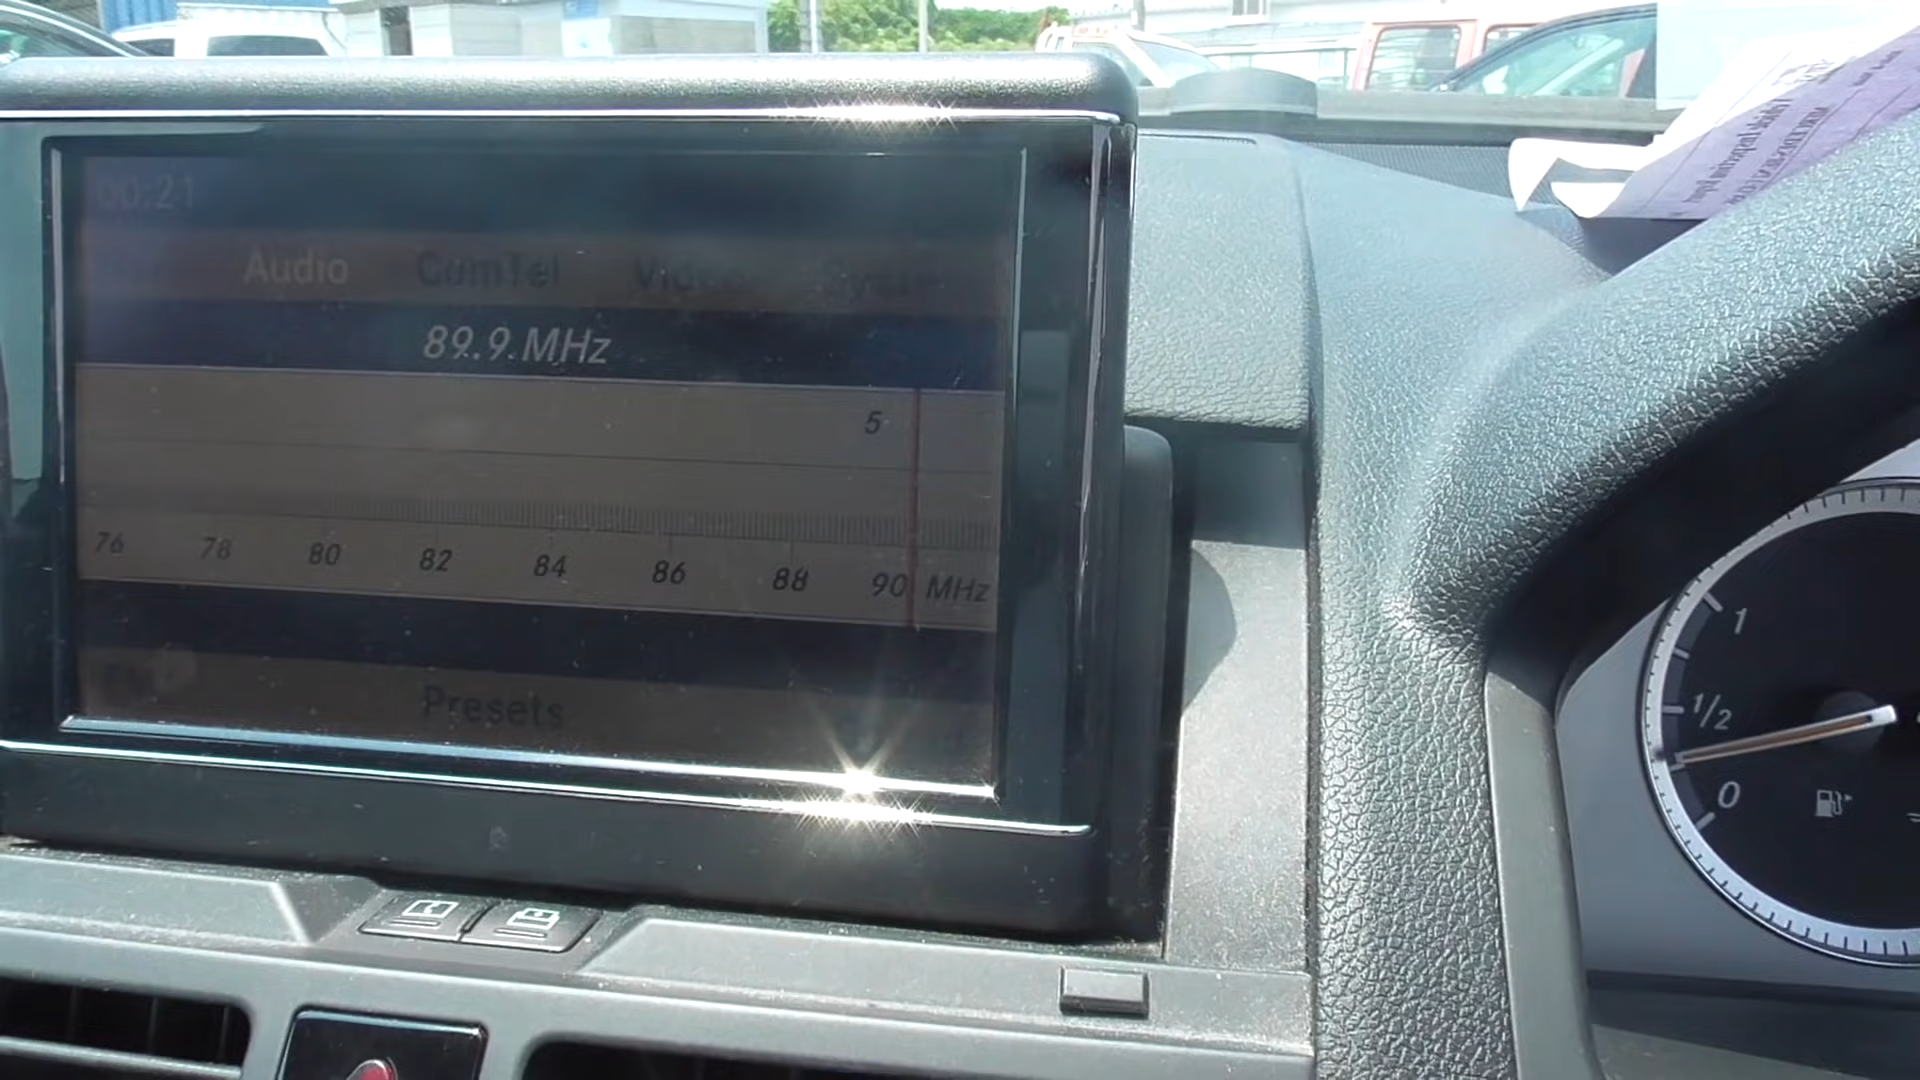 00:21
Audio Video System
89.9 MHz
5
76 78 80 82 84 86 88 90 MHz
Presets
1
1/2
0